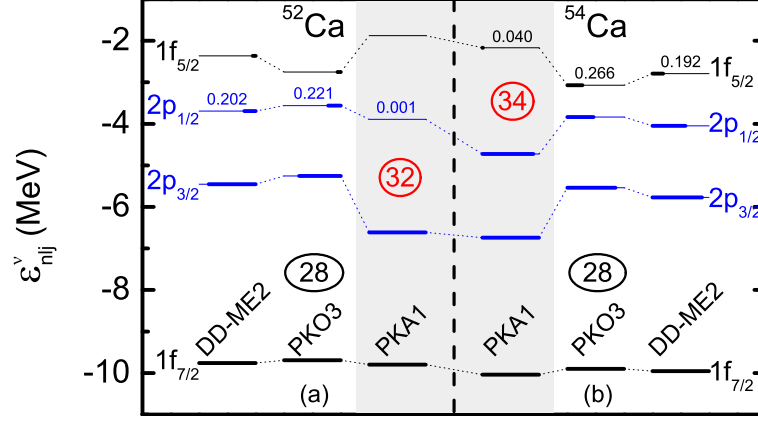 52Ca
54Ca
ε^ν_nlj (MeV)
-2
-4
-6
-8
-10
1f5/2
2p1/2
2p3/2
1f7/2
0.202
0.221
0.001
0.040
0.266
0.192
32
34
28
28
DD-ME2
PKO3
PKA1
PKA1
PKO3
DD-ME2
1f5/2
2p1/2
2p3/2
1f7/2
(a)
(b)